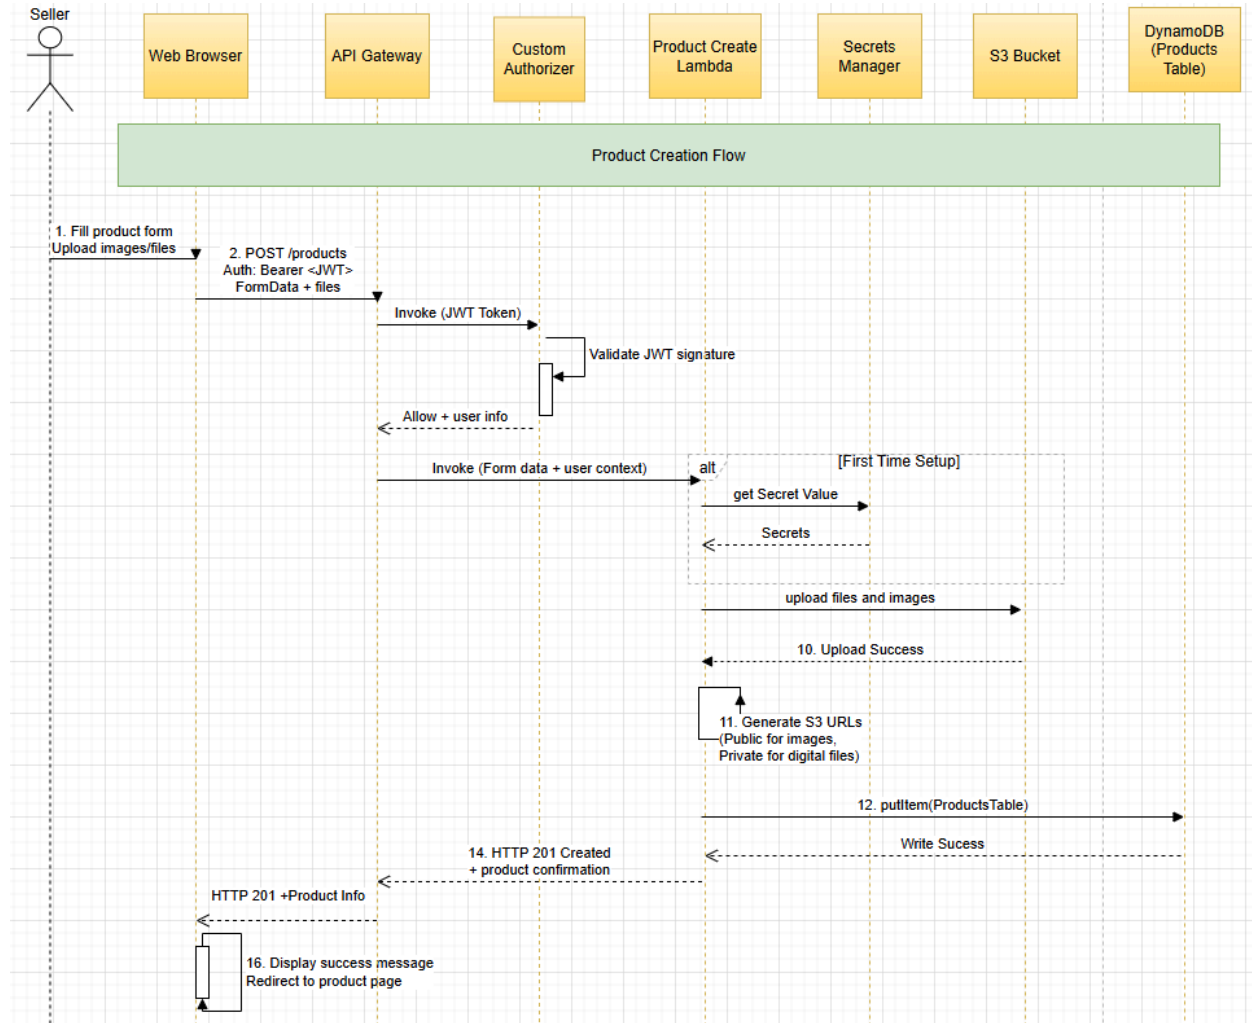 Seller
Web Browser
API Gateway
Custom
Authorizer
Product Create
Lambda
Secrets
Manager
S3 Bucket
DynamoDB
(Products
Table)
Product Creation Flow
1. Fill product form
Upload images/files
2. POST /products
Auth: Bearer <JWT>
FormData + files
Invoke (JWT Token)
Validate JWT signature
Allow + user info
Invoke (Form data + user context)
alt
[First Time Setup]
get Secret Value
Secrets
upload files and images
10. Upload Success
11. Generate S3 URLs
(Public for images,
Private for digital files)
12. putItem(ProductsTable)
Write Sucess
14. HTTP 201 Created
+ product confirmation
HTTP 201 +Product Info
16. Display success message
Redirect to product page